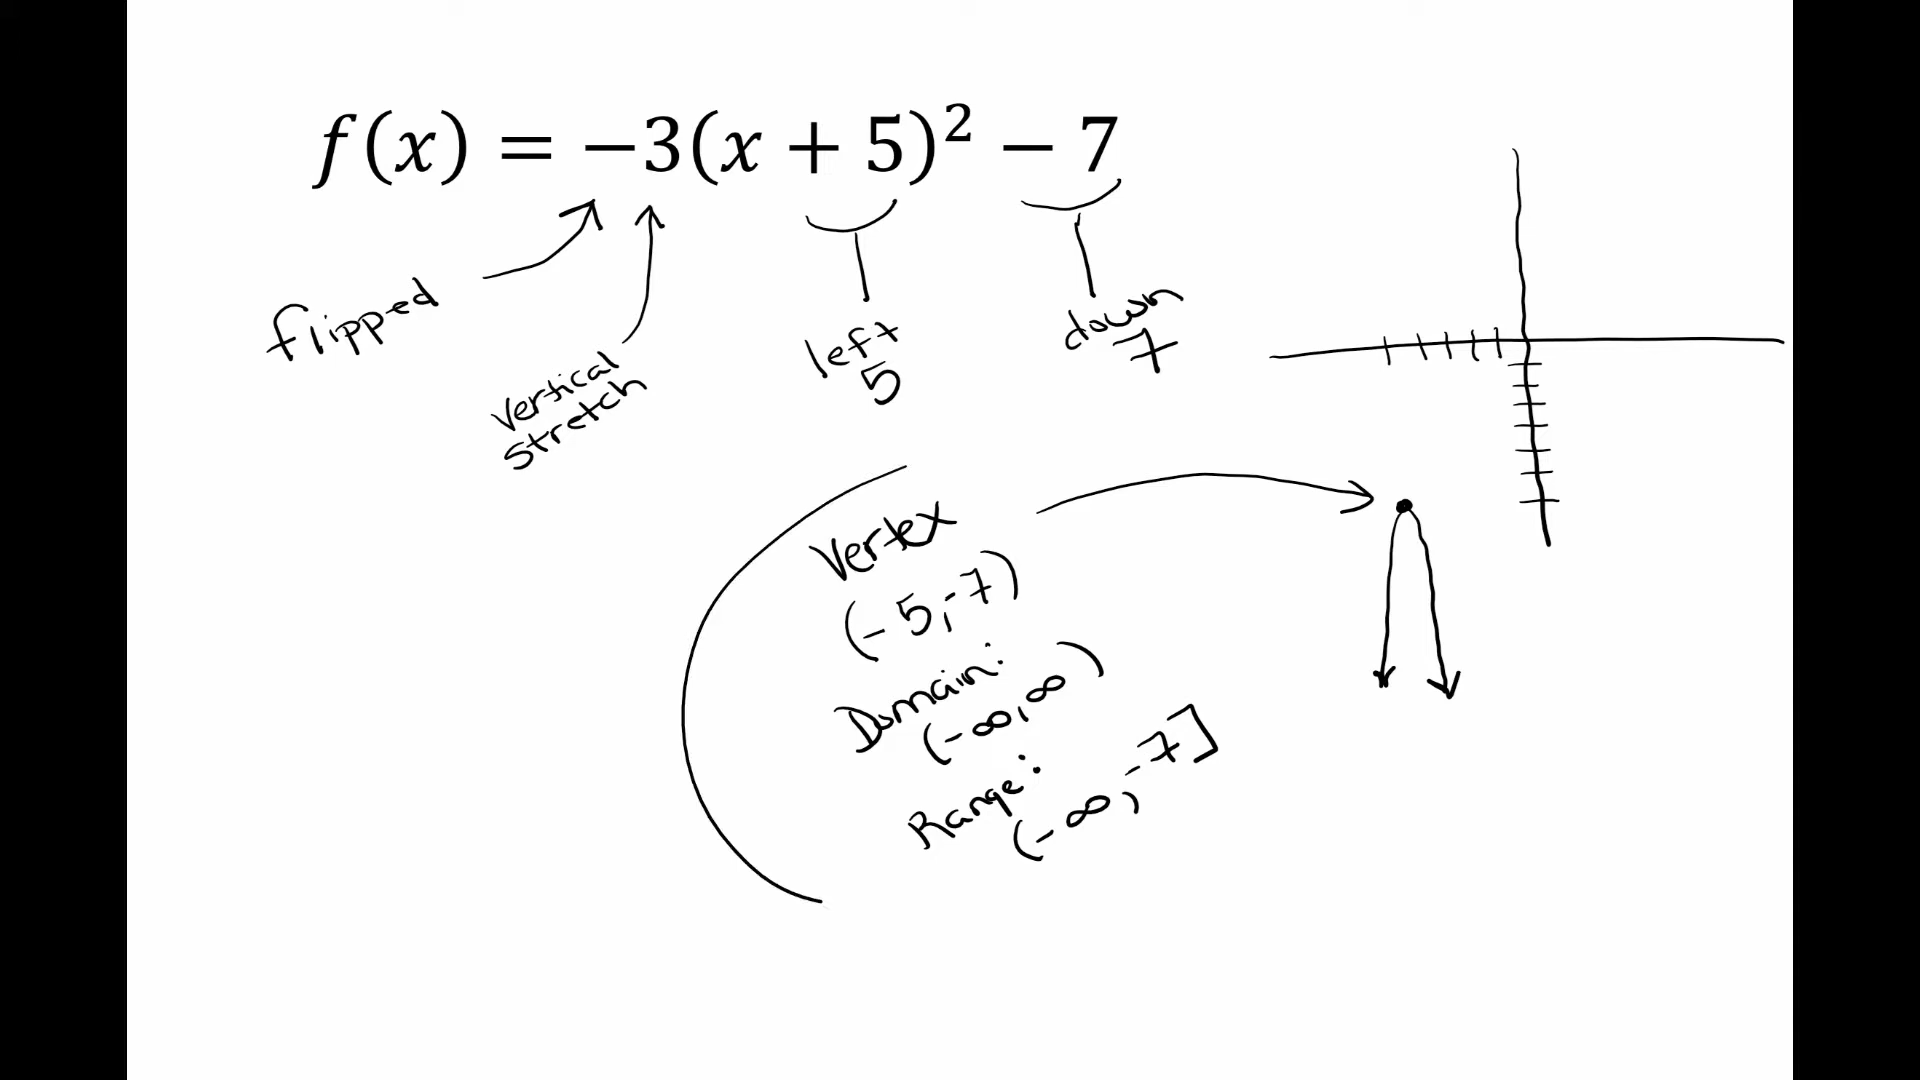 f(x) = −3(x + 5)² − 7
flipped
vertical
stretch
left
5
down
7
Vertex
(-5,-7)
Domain:
(-∞,∞)
Range:
(-∞,-7]